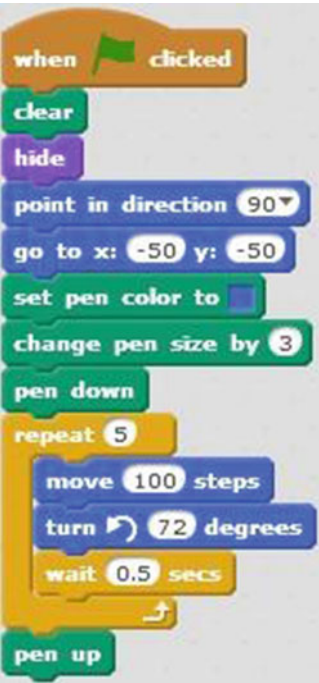 when clicked
clear
hide
point in direction 90
go to x: -50 y: -50
set pen color to
change pen size by 3
pen down
repeat 5
move 100 steps
turn 72 degrees
wait 0.5 secs
pen up